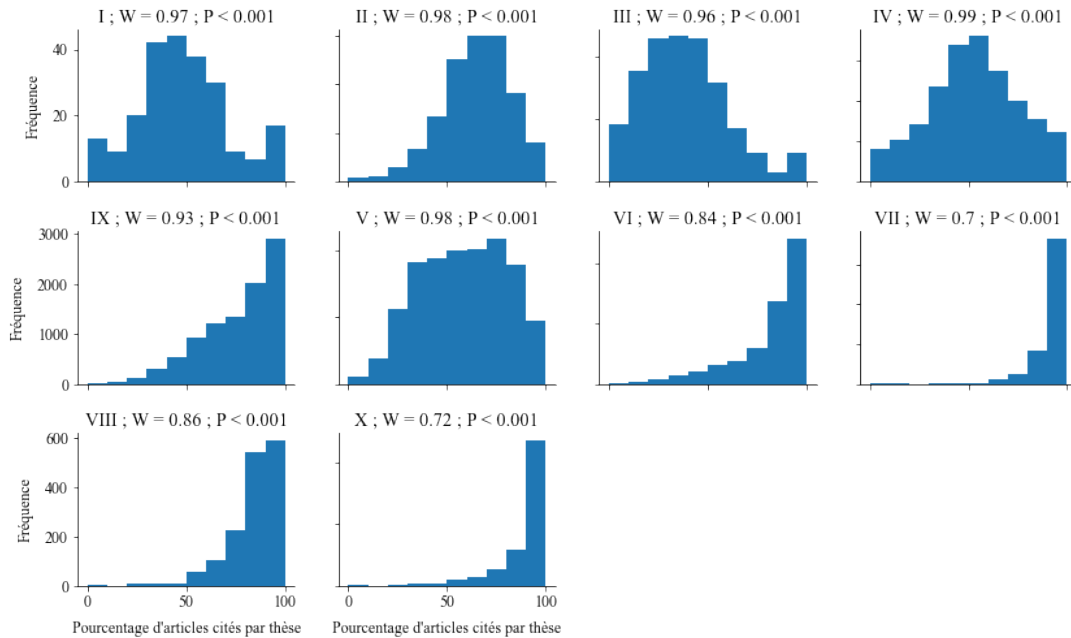 I ; W = 0.97 ; P < 0.001
II ; W = 0.98 ; P < 0.001
III ; W = 0.96 ; P < 0.001
IV ; W = 0.99 ; P < 0.001
Fréquence
40
20
0
IX ; W = 0.93 ; P < 0.001
V ; W = 0.98 ; P < 0.001
VI ; W = 0.84 ; P < 0.001
VII ; W = 0.7 ; P < 0.001
Fréquence
3000
2000
1000
0
VIII ; W = 0.86 ; P < 0.001
X ; W = 0.72 ; P < 0.001
Fréquence
600
400
200
0
0 50 100
0 50 100
Pourcentage d'articles cités par thèse
Pourcentage d'articles cités par thèse